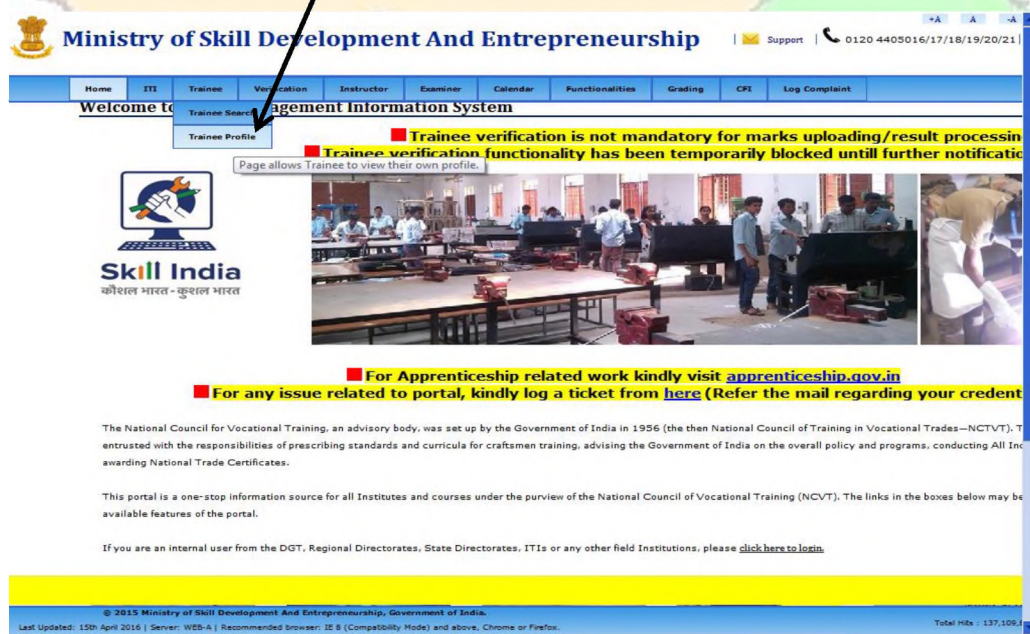 +A A -A
Ministry of Skill Development And Entrepreneurship
Support
0120 4405016/17/18/19/20/21
Home ITI Trainee Verification Instructor Examiner Calendar Functionalities Grading CFI Log Complaint
Welcome to agement Information System
Trainee Search
Trainee Profile
Page allows Trainee to view their own profile.
Trainee verification is not mandatory for marks uploading/result processin
Trainee verification functionality has been temporarily blocked untill further notificatio
Skill India
कौशल भारत - कुशल भारत
For Apprenticeship related work kindly visit apprenticeship.gov.in
For any issue related to portal, kindly log a ticket from here (Refer the mail regarding your credent
The National Council for Vocational Training, an advisory body, was set up by the Government of India in 1956 (the then National Council of Training in Vocational Trades—NCTVT). T
entrusted with the responsibilities of prescribing standards and curricula for craftsmen training, advising the Government of India on the overall policy and programs, conducting All Ind
awarding National Trade Certificates.
This portal is a one-stop information source for all Institutes and courses under the purview of the National Council of Vocational Training (NCVT). The links in the boxes below may be
available features of the portal.
If you are an internal user from the DGT, Regional Directorates, State Directorates, ITIs or any other field Institutions, please click here to login.
© 2015 Ministry of Skill Development And Entrepreneurship, Government of India.
Last Updated: 15th April 2016 | Server: WEB-A | Recommended browser: IE 8 (Compatibility Mode) and above, Chrome or Firefox.
Total Hits : 137,109,